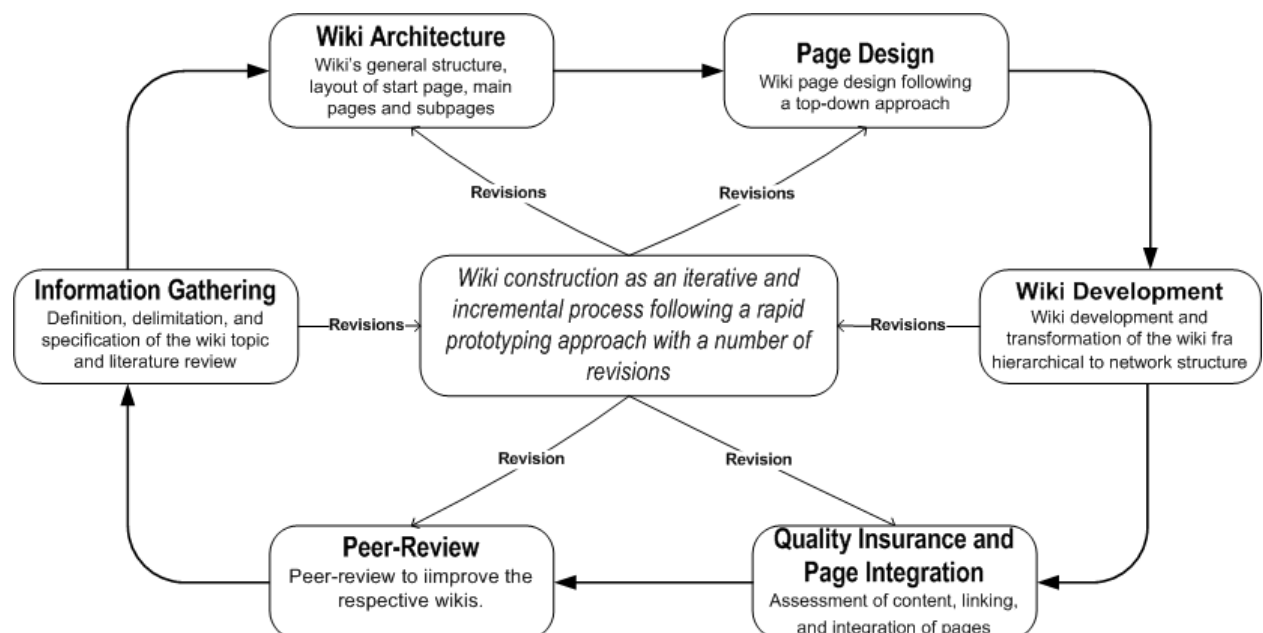 Wiki Architecture
Wiki's general structure,
layout of start page, main
pages and subpages
Page Design
Wiki page design following
a top-down approach
Revisions
Revisions
Information Gathering
Definition, delimitation, and
specification of the wiki topic
and literature review
Revisions
Wiki construction as an iterative and
incremental process following a rapid
prototyping approach with a number of
revisions
Revisions
Wiki Development
Wiki development and
transformation of the wiki fra
hierarchical to network structure
Revision
Revision
Peer-Review
Peer-review to iimprove the
respective wikis.
Quality Insurance and
Page Integration
Assessment of content, linking,
and integration of pages